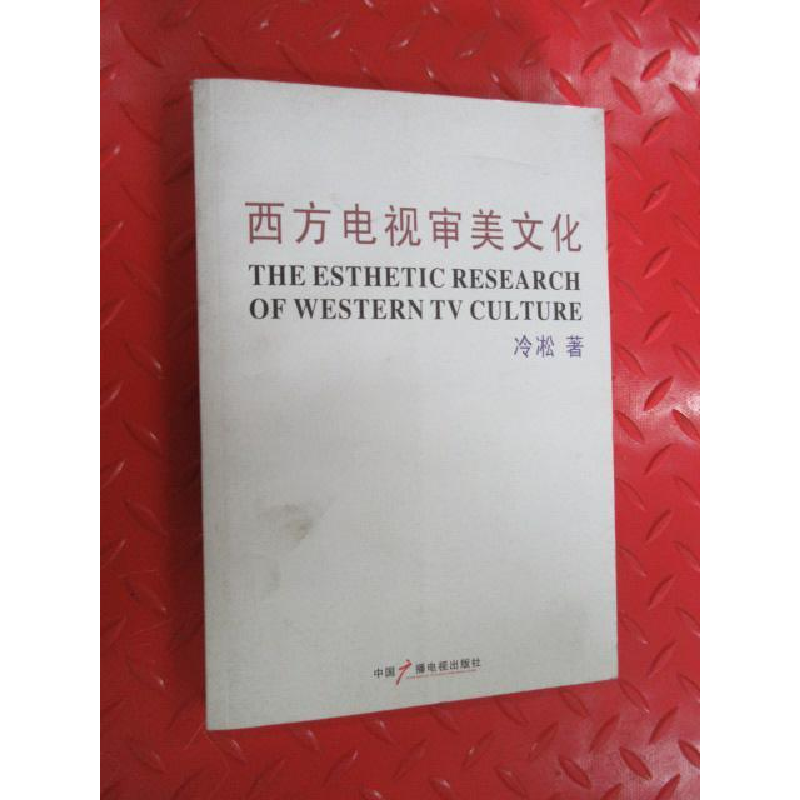 西方电视审美文化
THE ESTHETIC RESEARCH
OF WESTERN TV CULTURE
冷凇 著
中国广播电视出版社